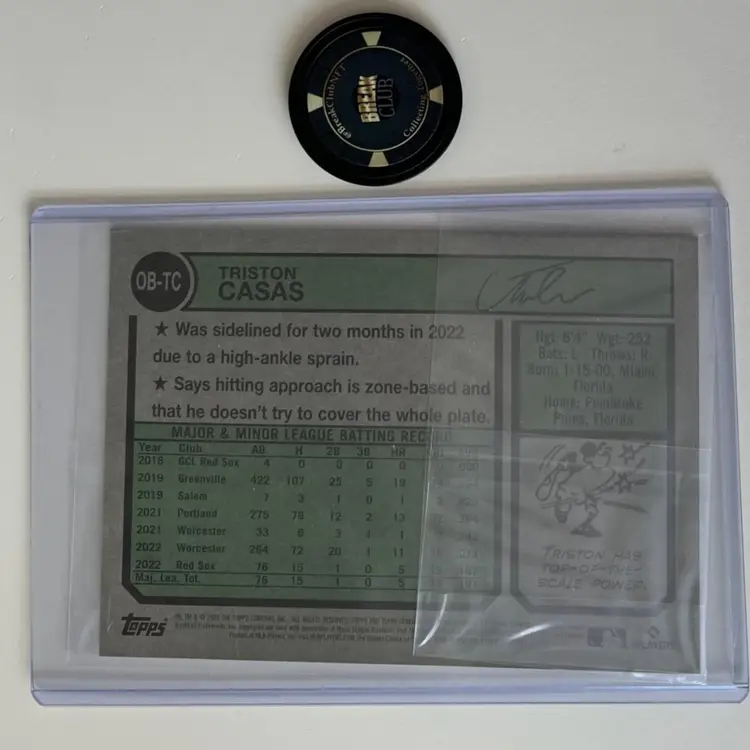 @BreakClubNFT
BREAK
CLUB
Collecting Together
OB-TC
TRISTON
CASAS
★ Was sidelined for two months in 2022
due to a high-ankle sprain.
★ Says hitting approach is zone-based and
that he doesn't try to cover the whole plate.
Hgt: 6'4" Wgt: 252
Bats: L Throws: R
Born: 1-15-00, Miami,
Florida
Home: Pembroke
Pines, Florida
MAJOR & MINOR LEAGUE BATTING RECORD
Year Club AB H 2B 3B HR
2018 GCL Red Sox 4 0 0 0 0 .000
2019 Greenville 422 107 25 5 19
2019 Salem 7 3 1 0 1
2021 Portland 275 78 12 2 13
2021 Worcester 33 8 3 1 1
2022 Worcester 264 72 20 1 11
2022 Red Sox 76 15 1 0 5 .197
Maj. Lea. Tot. 76 15 1 0 5 .197
TRISTON HAS
TOP-OF-THE-
SCALE POWER.
Topps